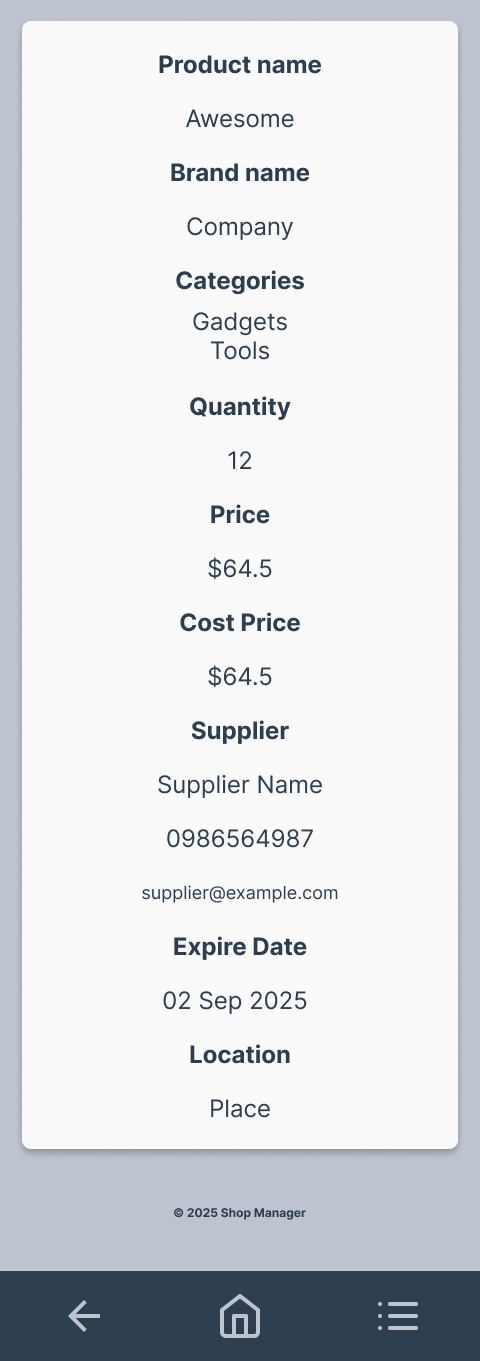 Product name
Awesome
Brand name
Company
Categories
Gadgets
Tools
Quantity
12
Price
$64.5
Cost Price
$64.5
Supplier
Supplier Name
0986564987
supplier@example.com
Expire Date
02 Sep 2025
Location
Place
© 2025 Shop Manager